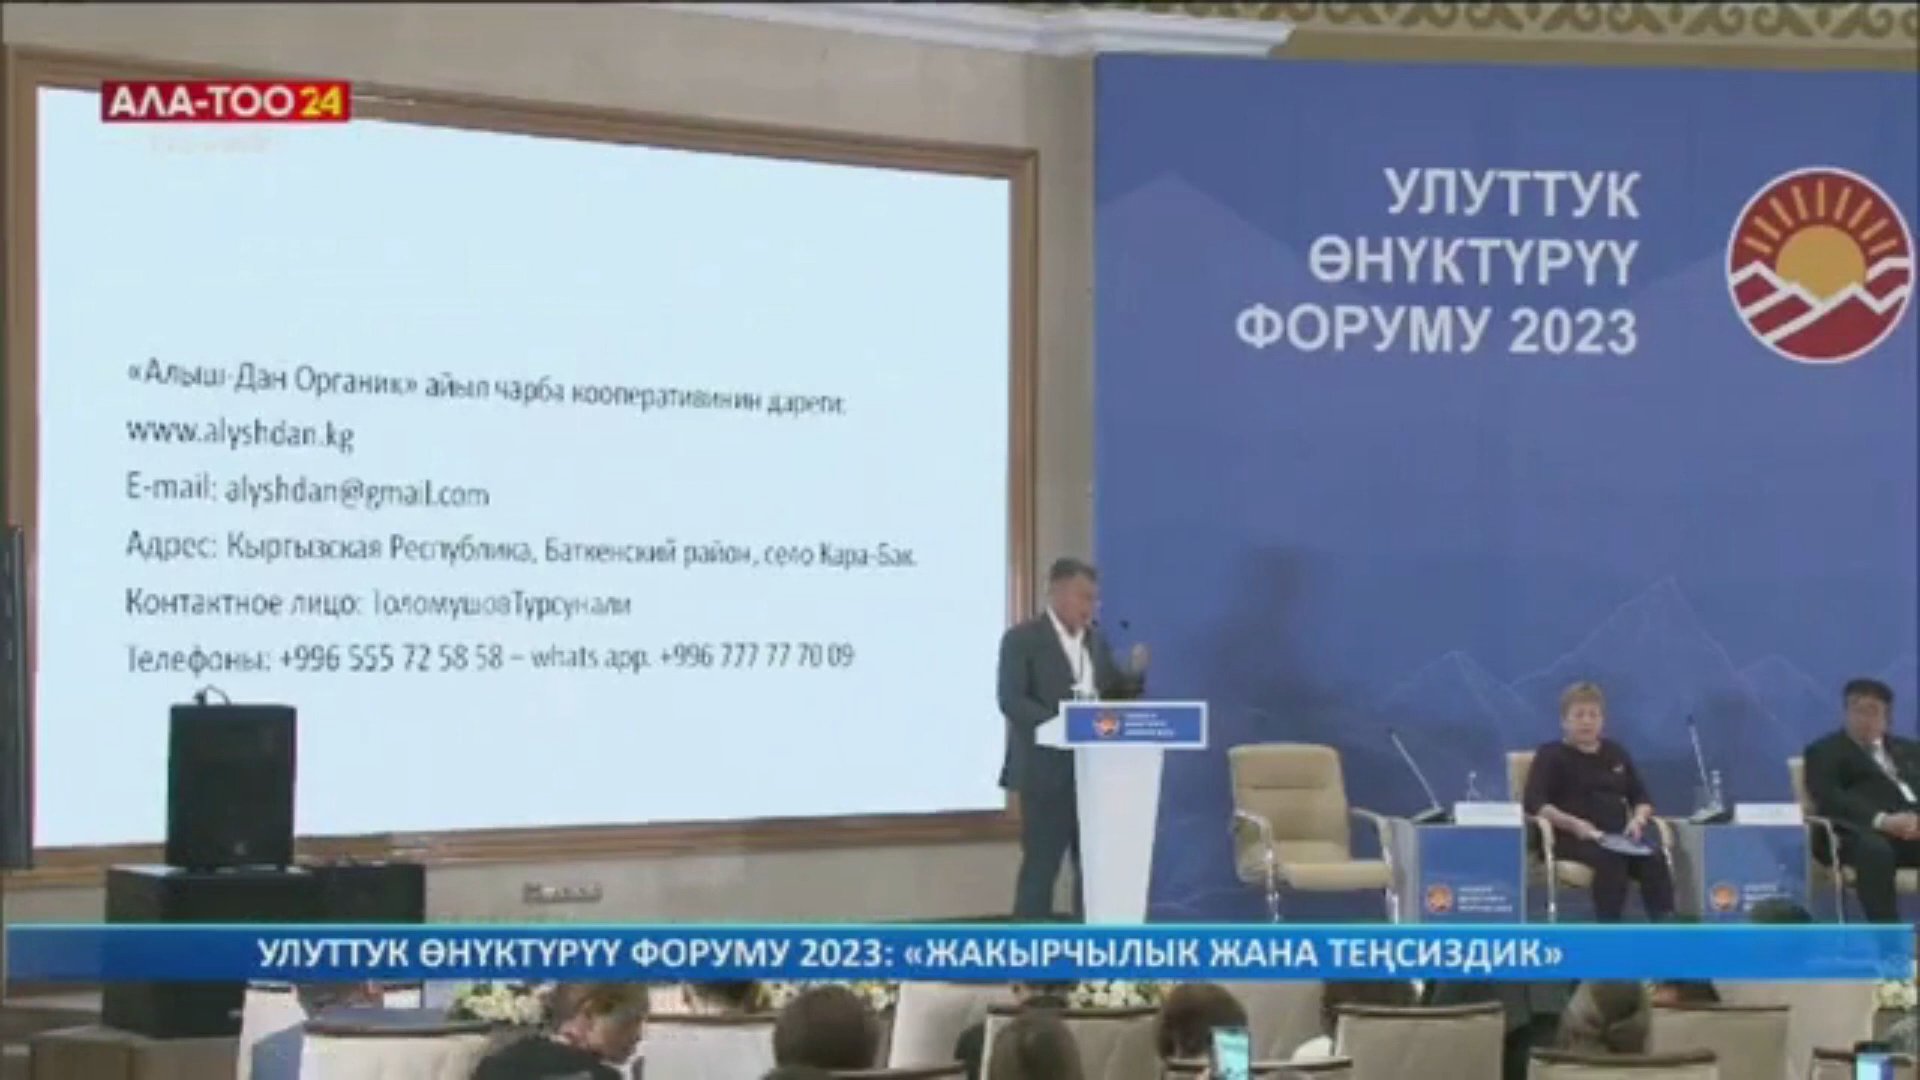 АЛА-ТОО 24
«Алыш-Дан Органик» айыл чарба кооперативинин дареги:
www.alyshdan.kg
E-mail: alyshdan@gmail.com
Адрес: Кыргызская Республика, Баткенский район, село Кара-Бак.
Контактное лицо: ТоломушовТурсунали
Телефоны: +996 555 72 58 58 – whats app. +996 777 77 70 09
УЛУТТУК
ӨНҮКТҮРҮҮ
ФОРУМУ 2023
УЛУТТУК ӨНҮКТҮРҮҮ ФОРУМУ 2023: «ЖАКЫРЧЫЛЫК ЖАНА ТЕҢСИЗДИК»